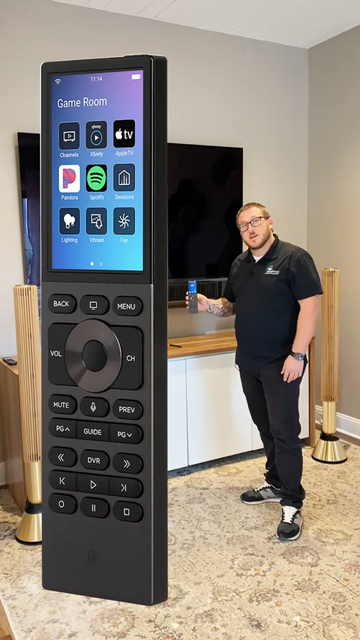 11:14
Game Room
Channels Xfinity AppleTV
Pandora Spotify Sessions
Lighting Vibrant Fan
BACK MENU
VOL CH
MUTE PREV
PG GUIDE PG
DVR